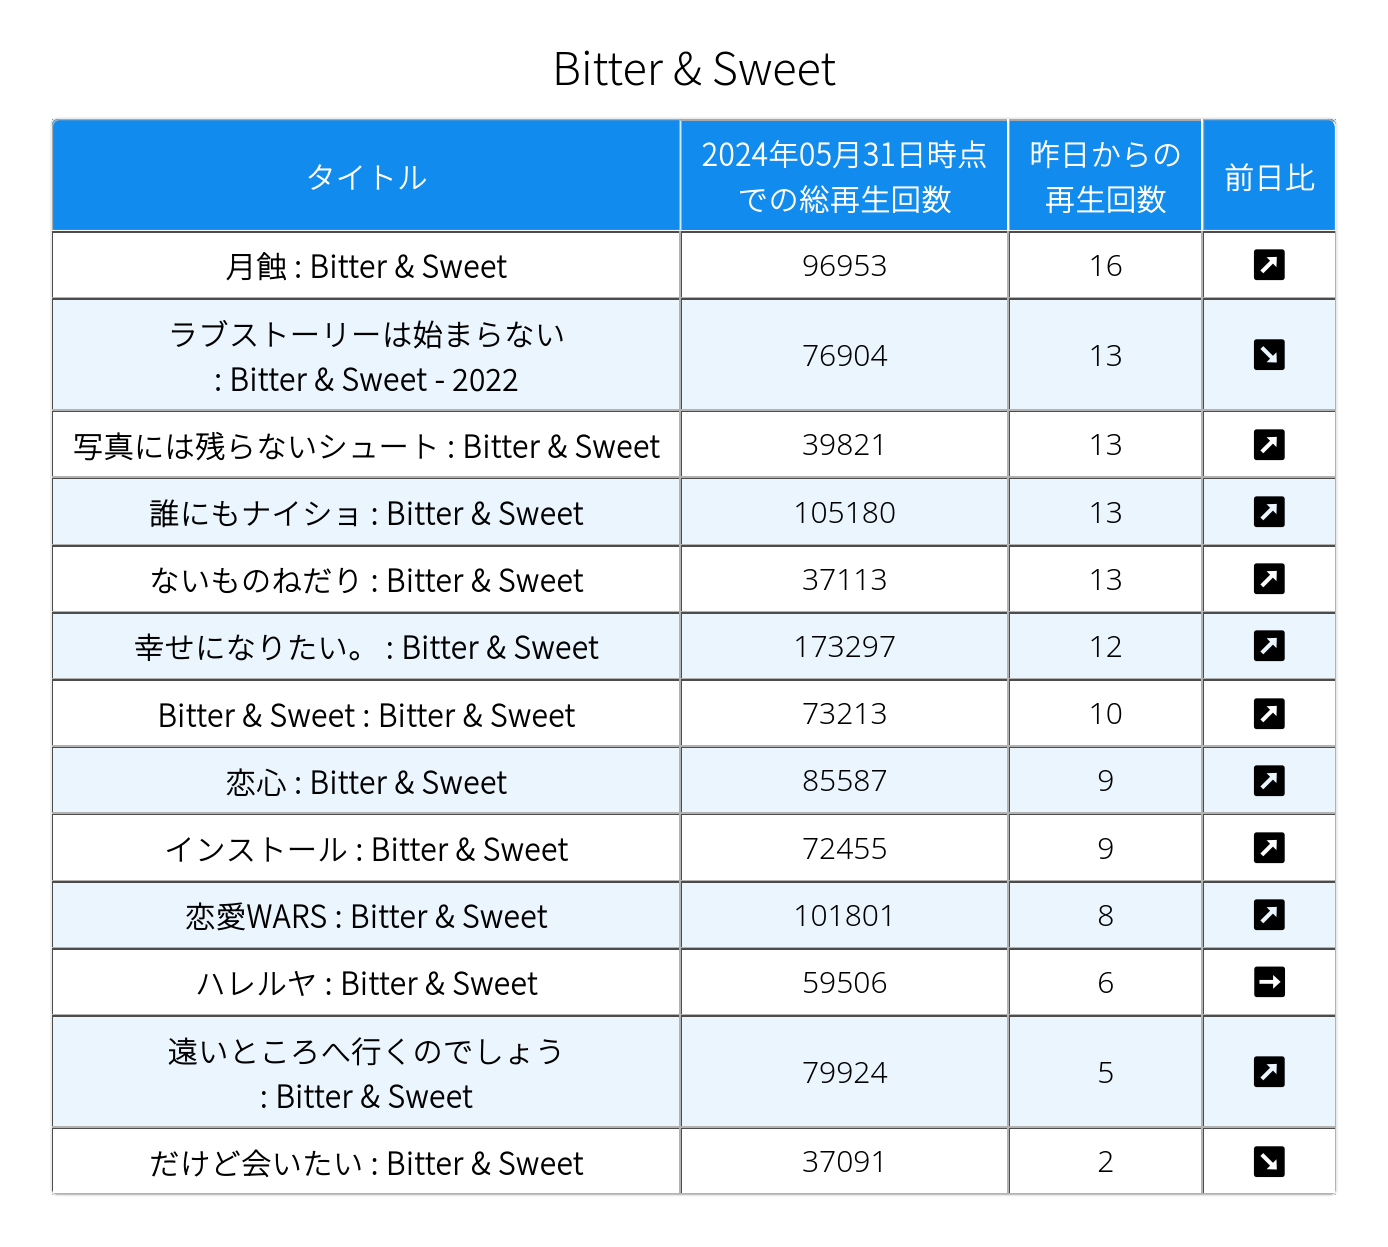 Bitter & Sweet
タイトル
2024年05月31日時点
での総再生回数
昨日からの
再生回数
前日比
月蝕 : Bitter & Sweet 96953 16 ↗
ラブストーリーは始まらない
: Bitter & Sweet - 2022 76904 13 ↘
写真には残らないシュート : Bitter & Sweet 39821 13 ↗
誰にもナイショ : Bitter & Sweet 105180 13 ↗
ないものねだり : Bitter & Sweet 37113 13 ↗
幸せになりたい。 : Bitter & Sweet 173297 12 ↗
Bitter & Sweet : Bitter & Sweet 73213 10 ↗
恋心 : Bitter & Sweet 85587 9 ↗
インストール : Bitter & Sweet 72455 9 ↗
恋愛WARS : Bitter & Sweet 101801 8 ↗
ハレルヤ : Bitter & Sweet 59506 6 →
遠いところへ行くのでしょう
: Bitter & Sweet 79924 5 ↗
だけど会いたい : Bitter & Sweet 37091 2 ↘